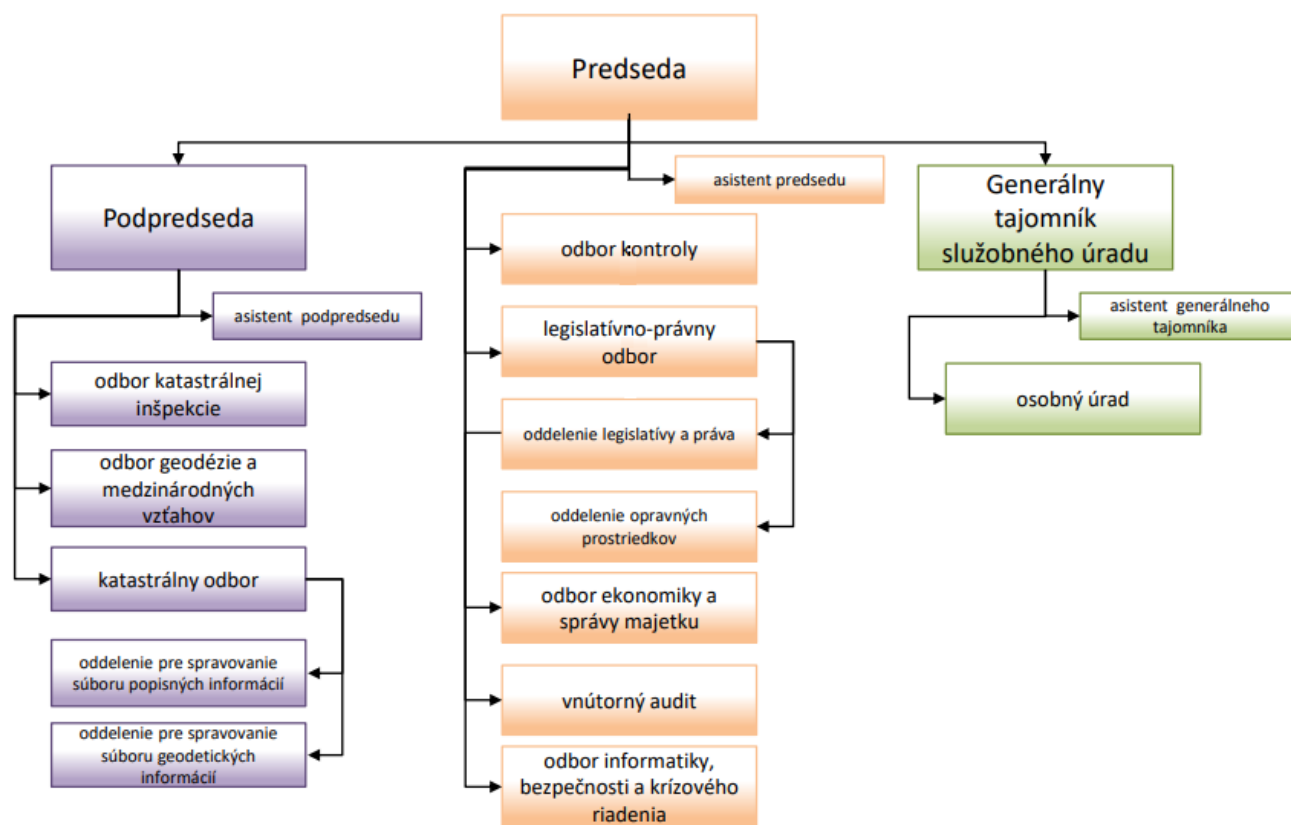 Predseda
Podpredseda
asistent predsedu
Generálny
tajomník
služobného úradu
odbor kontroly
asistent podpredsedu
legislatívno-právny
odbor
asistent generálneho
tajomníka
odbor katastrálnej
inšpekcie
osobný úrad
oddelenie legislatívy a práva
odbor geodézie a
medzinárodných
vzťahov
oddelenie opravných
prostriedkov
katastrálny odbor
odbor ekonomiky a
správy majetku
oddelenie pre spravovanie
súboru popisných informácií
vnútorný audit
oddelenie pre spravovanie
súboru geodetických
informácií
odbor informatiky,
bezpečnosti a krízového
riadenia